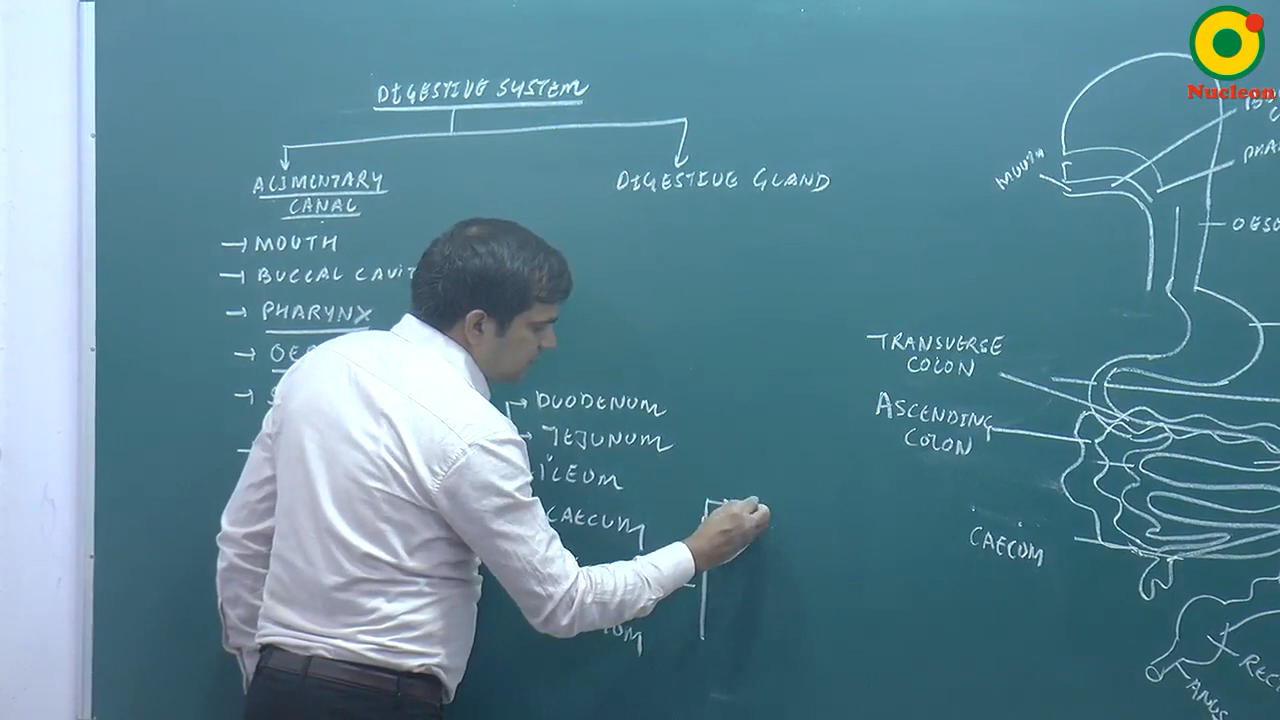 Nucleon
DIGESTIVE SYSTEM
ALIMENTARY
CANAL
DIGESTIVE GLAND
→ MOUTH
→ BUCCAL
→ PHARYNX
→
→
DUODENUM
JEJUNUM
ILEUM
CAECUM
MOUTH
TRANSVERSE
COLON
ASCENDING
COLON
CAECUM
ANUS